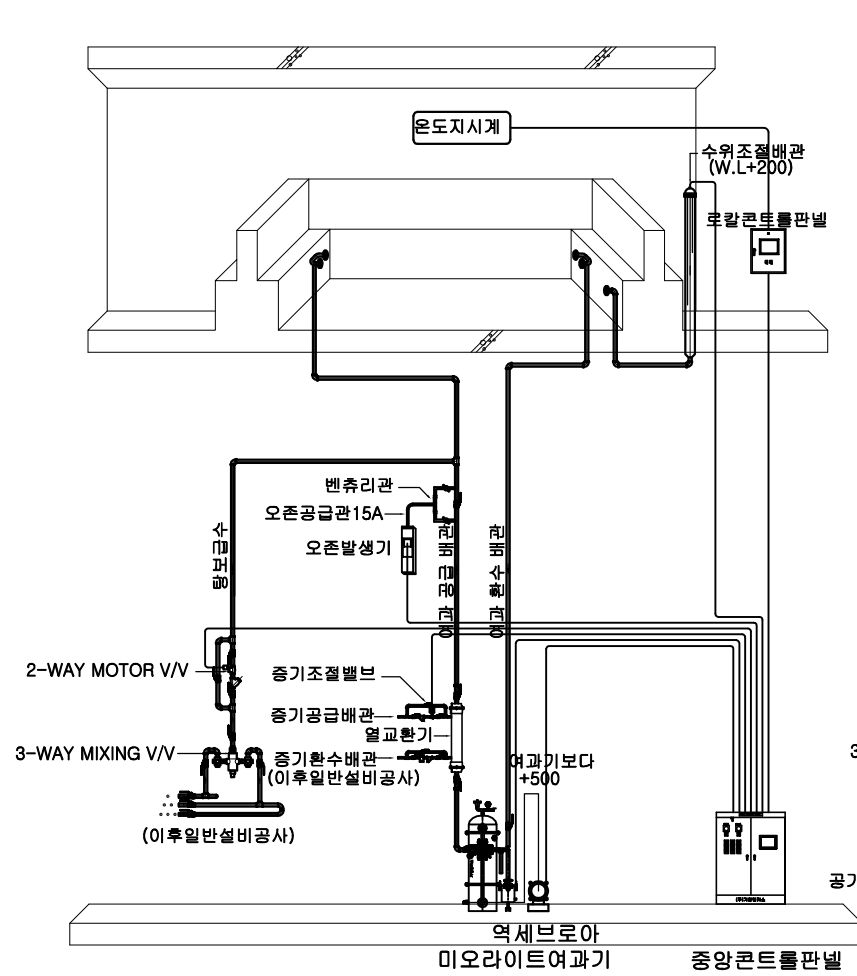 온도지시계
수위조절배관
(W.L+200)
로칼콘트롤판넬
벤츄리관
오존공급관15A
오존발생기
탕보급수
여과 공급 배관
여과 환수 배관
2-WAY MOTOR V/V
증기조절밸브
증기공급배관
열교환기
3-WAY MIXING V/V
증기환수배관
(이후일반설비공사)
여과기보다
+500
(이후일반설비공사)
3
공기
역세브로아
미오라이트여과기
중앙콘트롤판넬